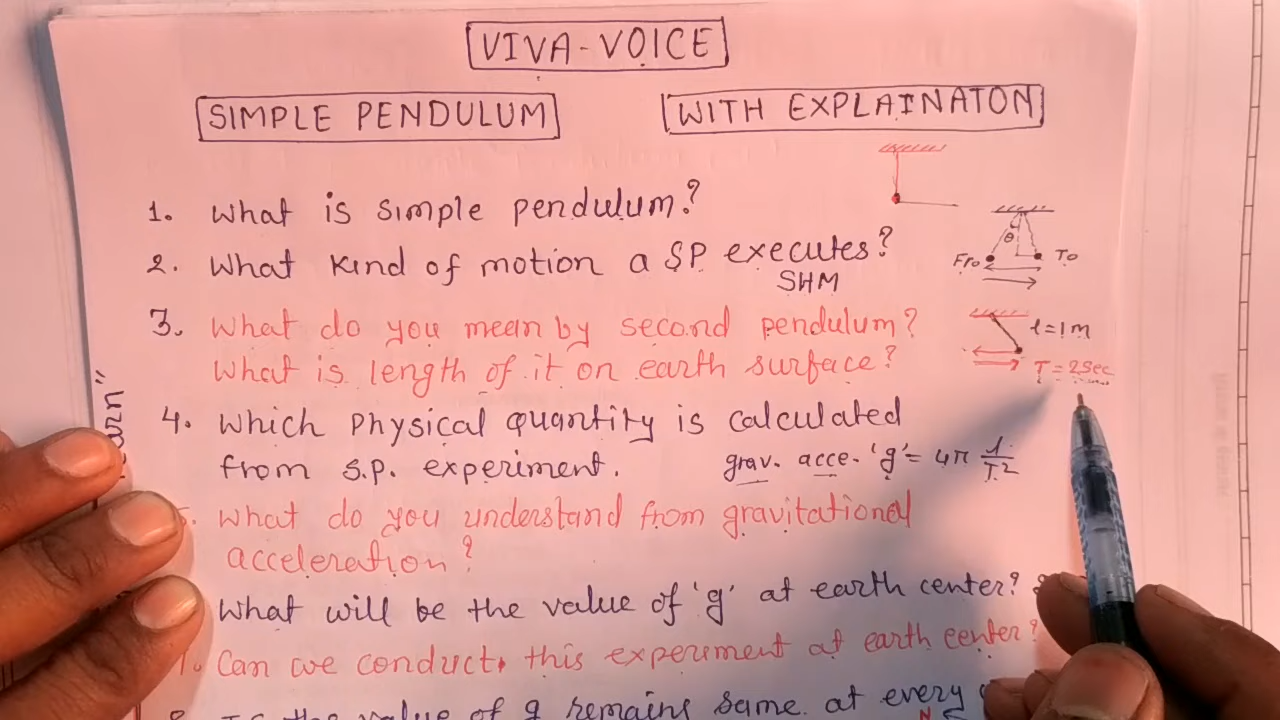 VIVA-VOICE
SIMPLE PENDULUM
WITH EXPLAINATON
1. What is simple pendulum?
2. What kind of motion a SP executes?
SHM
θ
Fro
To
3. What do you mean by second pendulum?
What is length of it on earth surface?
l=1m
T=2sec
4. Which Physical quantity is calculated
from S.P. experiment.
grav. acce. 'g'= 4π l/T²
5. What do you understand from gravitational
acceleration?
What will be the value of 'g' at earth center?
7. Can we conduct this experiment at earth center?
8. Is the value of g remains same at every
N